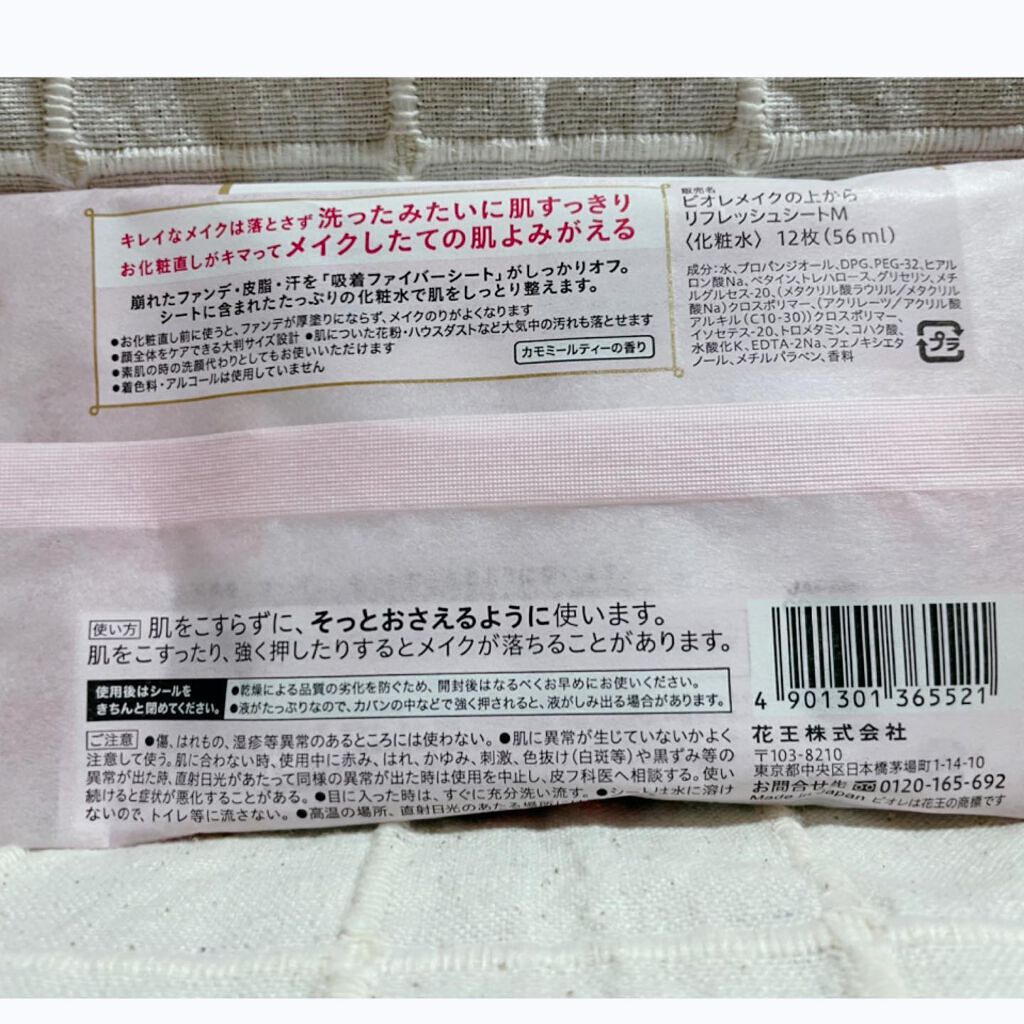 キレイなメイクは落とさず 洗ったみたいに肌すっきり
お化粧直しがキマって メイクしたての肌よみがえる
崩れたファンデ・皮脂・汗を「吸着ファイバーシート」がしっかりオフ。
シートに含まれたたっぷりの化粧水で肌をしっとり整えます。
●お化粧直し前に使うと、ファンデが厚塗りにならず、メイクのりがよくなります
●顔全体をケアできる大判サイズ設計 ●肌についた花粉・ハウスダストなど大気中の汚れも落とせます
●素肌の時の洗顔代わりとしてもお使いいただけます
●着色料・アルコールは使用していません
カモミールティーの香り
販売名
ビオレメイクの上から
リフレッシュシートM
〈化粧水〉 12枚(56ml)
成分:水、プロパンジオール、DPG、PEG-32、ヒアル
ロン酸Na、ベタイン、トレハロース、グリセリン、メチ
ルグルセス-20、(メタクリル酸ラウリル/メタクリル
酸Na)クロスポリマー、(アクリレーツ/アクリル酸
アルキル(C10-30))クロスポリマー、
イソセテス-20、トロメタミン、コハク酸、
水酸化K、EDTA-2Na、フェノキシエタ
ノール、メチルパラベン、香料
プラ
使い方 肌をこすらずに、そっとおさえるように使います。
肌をこすったり、強く押したりするとメイクが落ちることがあります。
使用後はシールを
きちんと閉めてください。
●乾燥による品質の劣化を防ぐため、開封後はなるべくお早めにお使いください。
●液がたっぷりなので、カバンの中などで強く押されると、液がしみ出る場合があります。
ご注意 ●傷、はれもの、湿疹等異常のあるところには使わない。●肌に異常が生じていないかよく
注意して使う。肌に合わない時、使用中に赤み、はれ、かゆみ、刺激、色抜け(白斑等)や黒ずみ等の
異常が出た時、直射日光があたって同様の異常が出た時は使用を中止し、皮フ科医へ相談する。使い
続けると症状が悪化することがある。●目に入った時は、すぐに充分洗い流す。●シートは水に溶け
ないので、トイレ等に流さない。●高温の場所、直射日光のあたる場所に
4 901301 365521
花王株式会社
〒103-8210
東京都中央区日本橋茅場町1-14-10
お問合せ先 0120-165-692
Made in Japan ビオレは花王の商標です